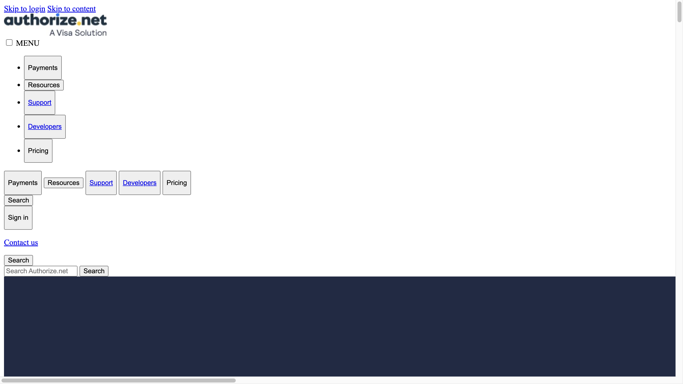 Skip to login Skip to content
authorize.net
A Visa Solution
MENU
Payments
Resources
Support
Developers
Pricing
Payments Resources Support Developers Pricing
Search
Sign in
Contact us
Search
Search Authorize.net Search